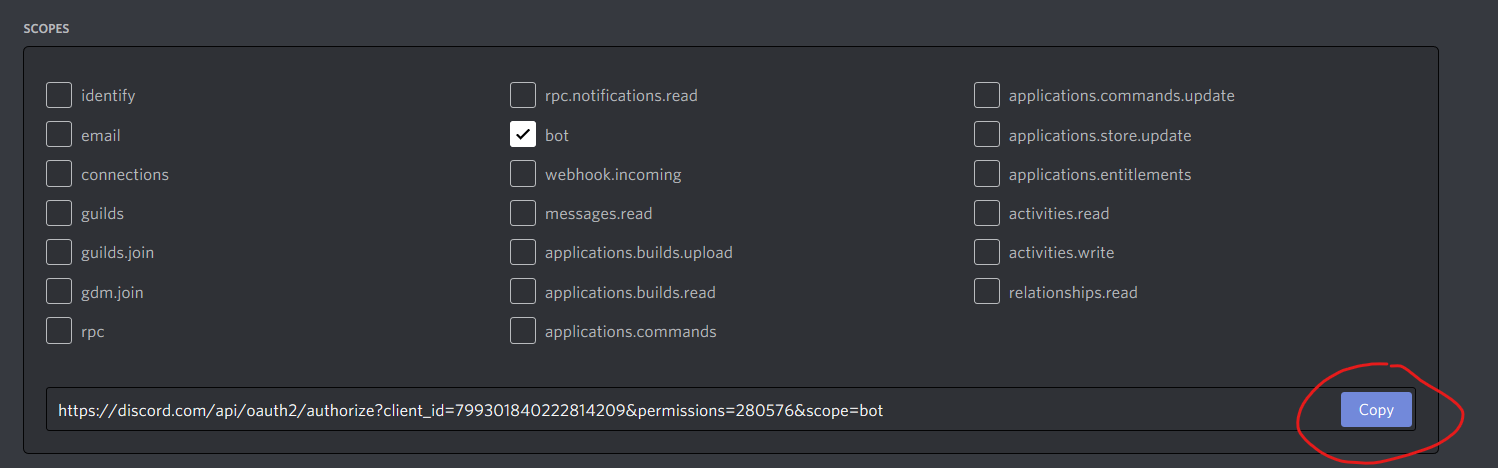 SCOPES
identify
rpc.notifications.read
applications.commands.update
email
bot
applications.store.update
connections
webhook.incoming
applications.entitlements
guilds
messages.read
activities.read
guilds.join
applications.builds.upload
activities.write
gdm.join
applications.builds.read
relationships.read
rpc
applications.commands
https://discord.com/api/oauth2/authorize?client_id=799301840222814209&permissions=280576&scope=bot
Copy